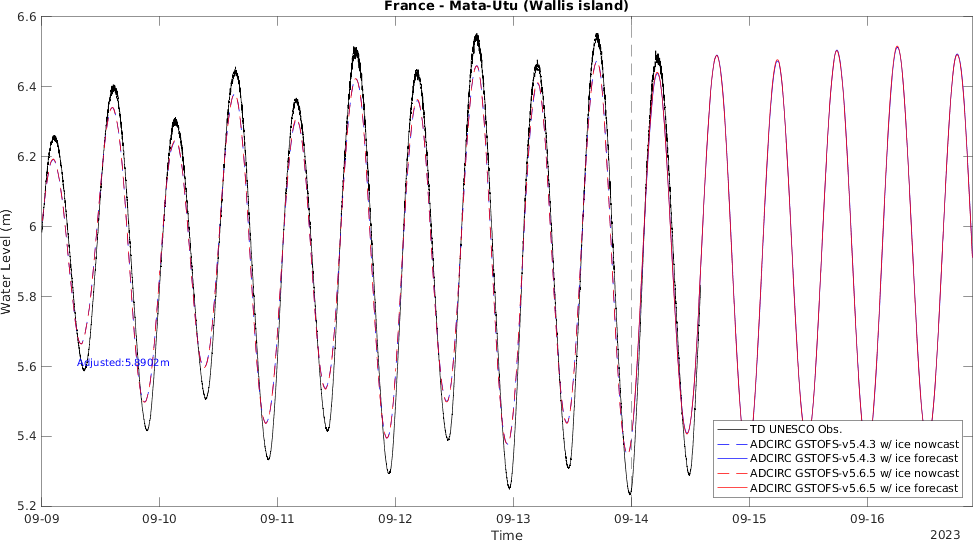 France - Mata-Utu (Wallis island)
6.6
6.4
6.2
6
5.8
5.6
5.4
5.2
Water Level (m)
Adjusted:5.8902m
TD UNESCO Obs.
ADCIRC GSTOFS-v5.4.3 w/ ice nowcast
ADCIRC GSTOFS-v5.4.3 w/ ice forecast
ADCIRC GSTOFS-v5.6.5 w/ ice nowcast
ADCIRC GSTOFS-v5.6.5 w/ ice forecast
09-09 09-10 09-11 09-12 09-13 09-14 09-15 09-16
Time
2023